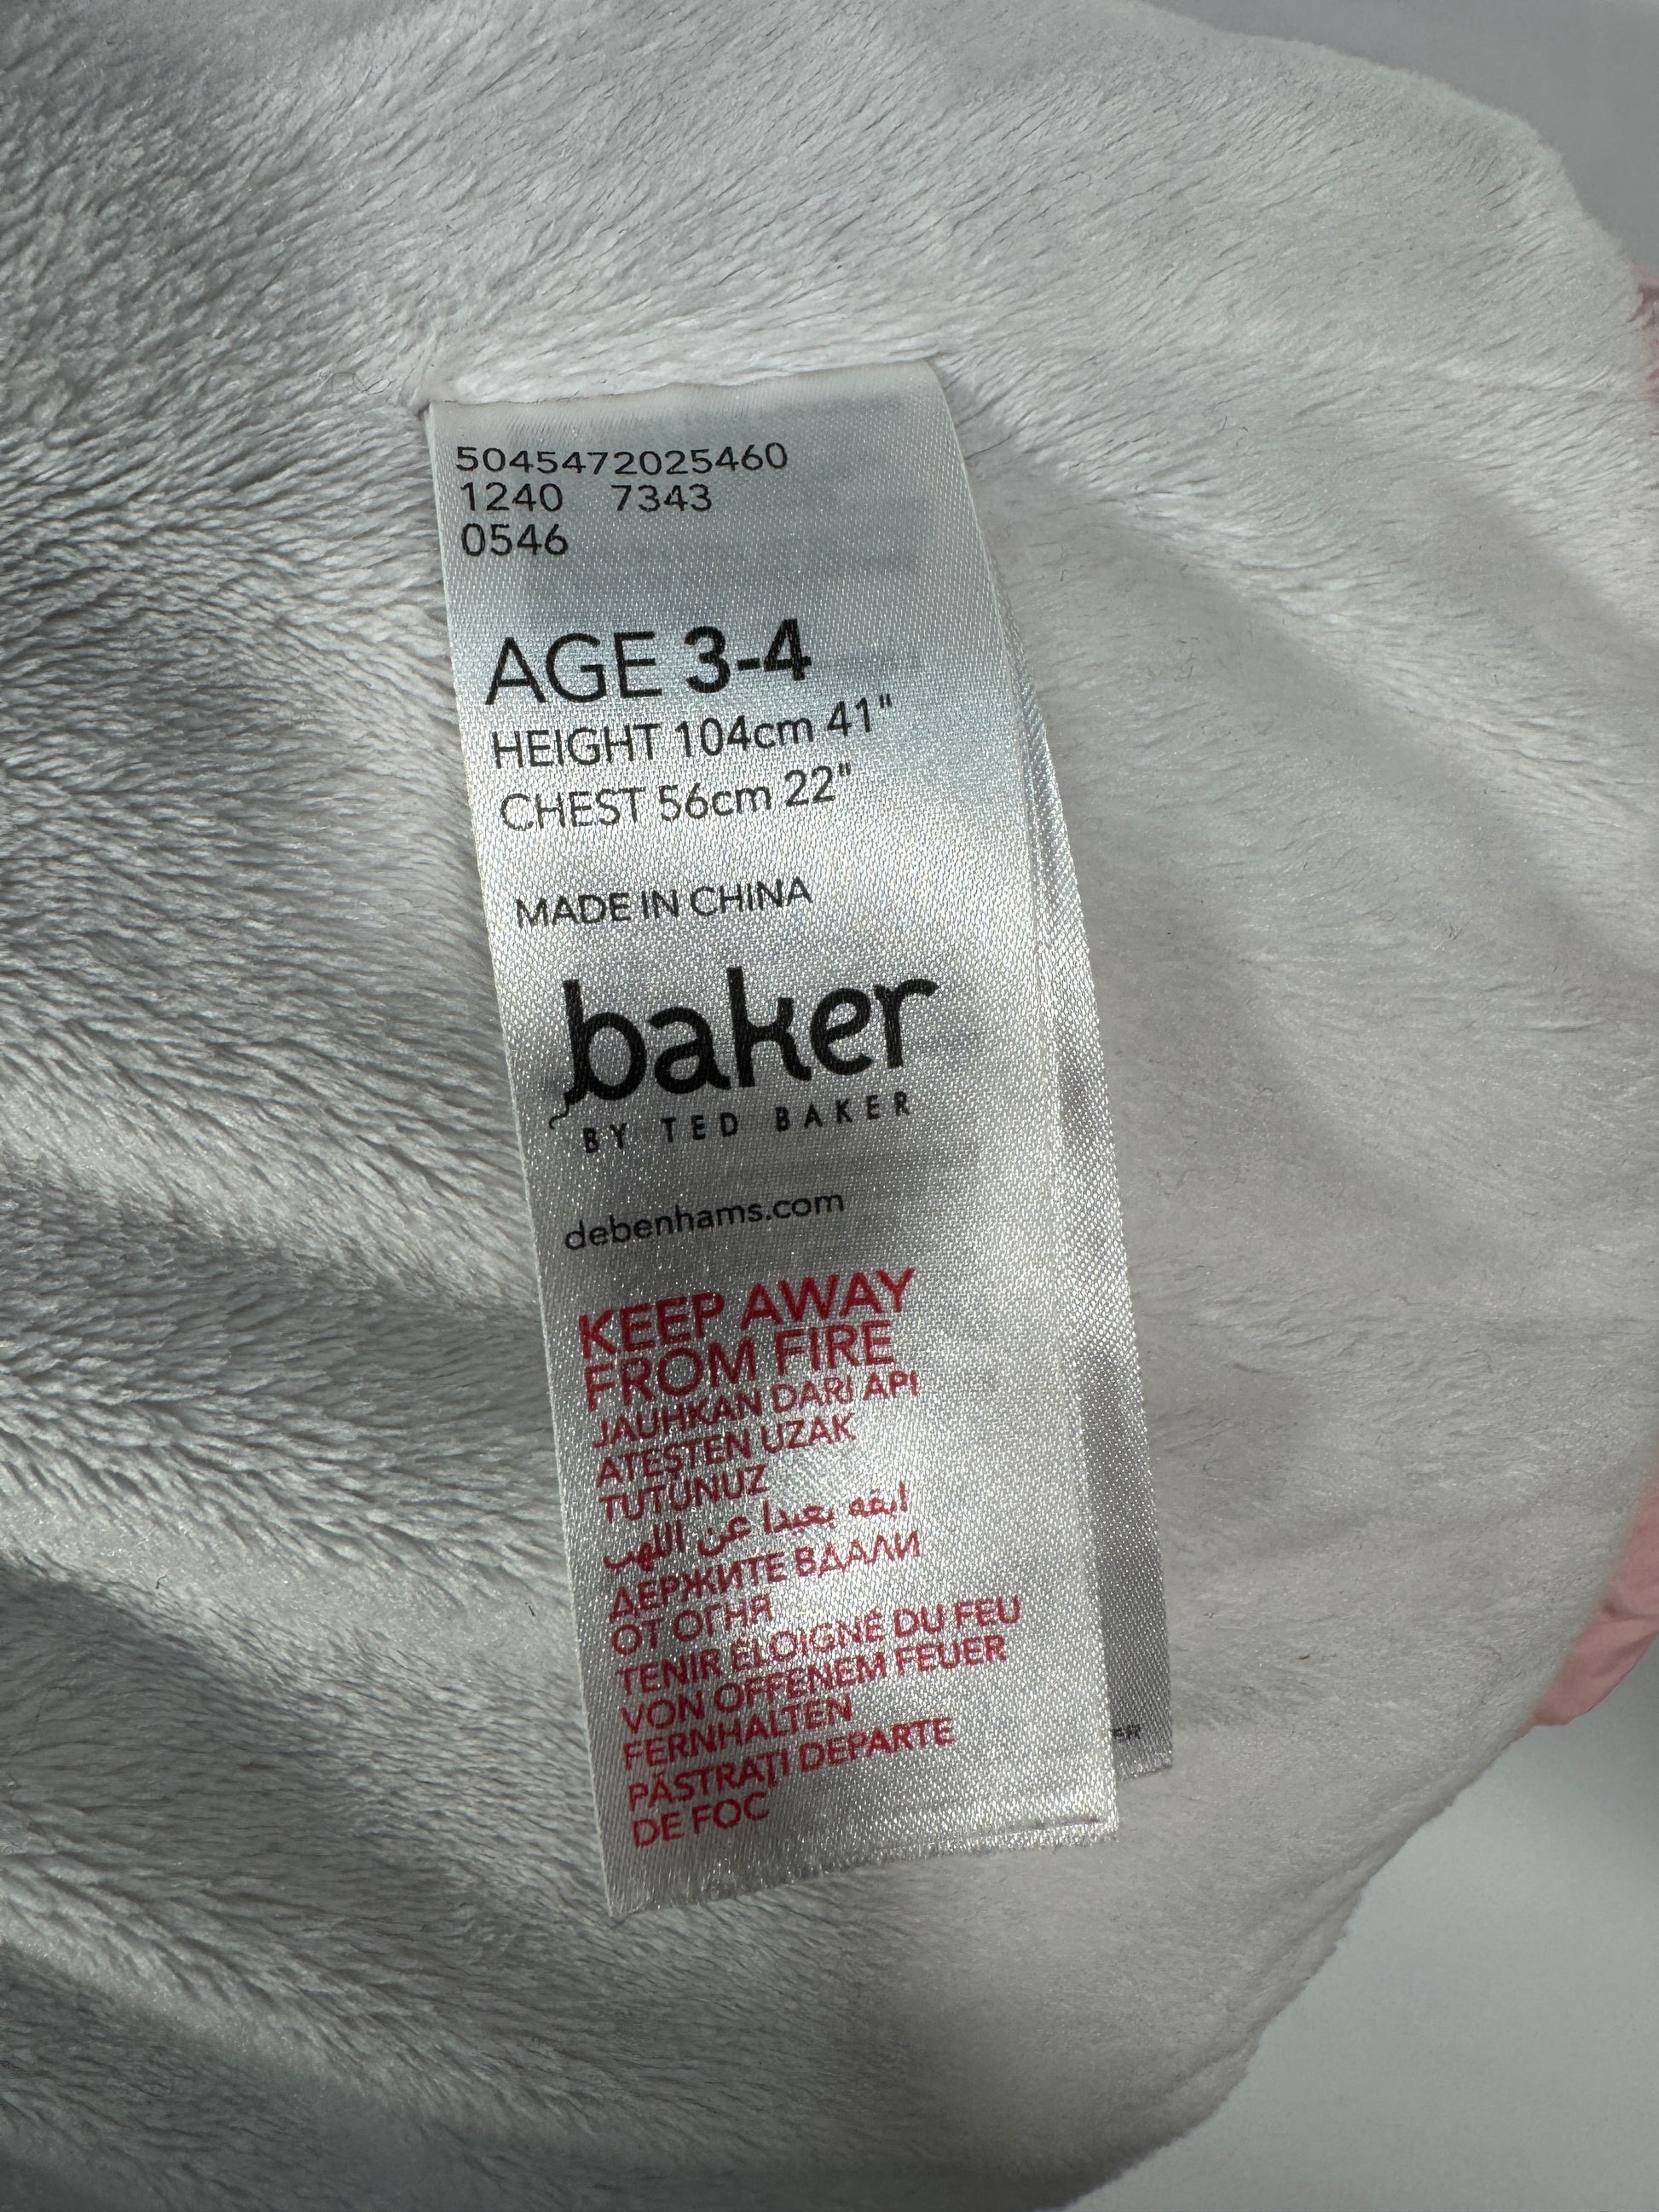 5045472025460
1240 7343
0546
AGE 3-4
HEIGHT 104cm 41"
CHEST 56cm 22"
MADE IN CHINA
baker
BY TED BAKER
debenhams.com
KEEP AWAY
FROM FIRE
JAUHKAN DARI API
ATEŞTEN UZAK
TUTUNUZ
ابقه بعيدا عن اللهب
ДЕРЖИТЕ ВДАЛИ
ОТ ОГНЯ
TENIR ÉLOIGNÉ DU FEU
VON OFFENEM FEUER
FERNHALTEN
PĂSTRAŢI DEPARTE
DE FOC